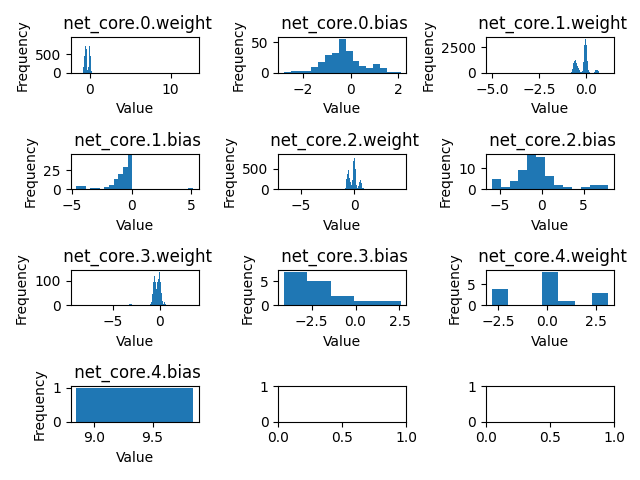 net_core.0.weight
Frequency
500
0
0
10
Value
net_core.0.bias
Frequency
50
0
−2
0
2
Value
net_core.1.weight
Frequency
2500
0
−5.0
−2.5
0.0
Value
net_core.1.bias
Frequency
25
0
−5
0
5
Value
net_core.2.weight
Frequency
500
0
−5
0
Value
net_core.2.bias
Frequency
10
0
−5
0
5
Value
net_core.3.weight
Frequency
100
0
−5
0
Value
net_core.3.bias
Frequency
5
0
−2.5
0.0
2.5
Value
net_core.4.weight
Frequency
5
0
−2.5
0.0
2.5
Value
net_core.4.bias
Frequency
1
0
9.0
9.5
Value
1
0
0.0
0.5
1.0
1
0
0.0
0.5
1.0